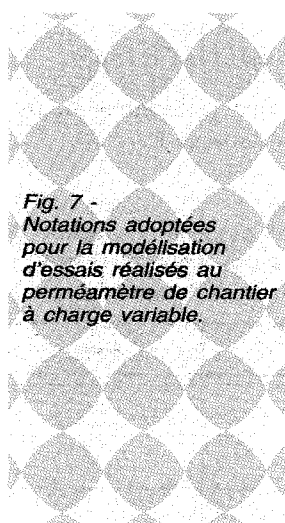 Fig. 7 -
Notations adoptées
pour la modélisation
d'essais réalisés au
perméamètre de chantier
à charge variable.